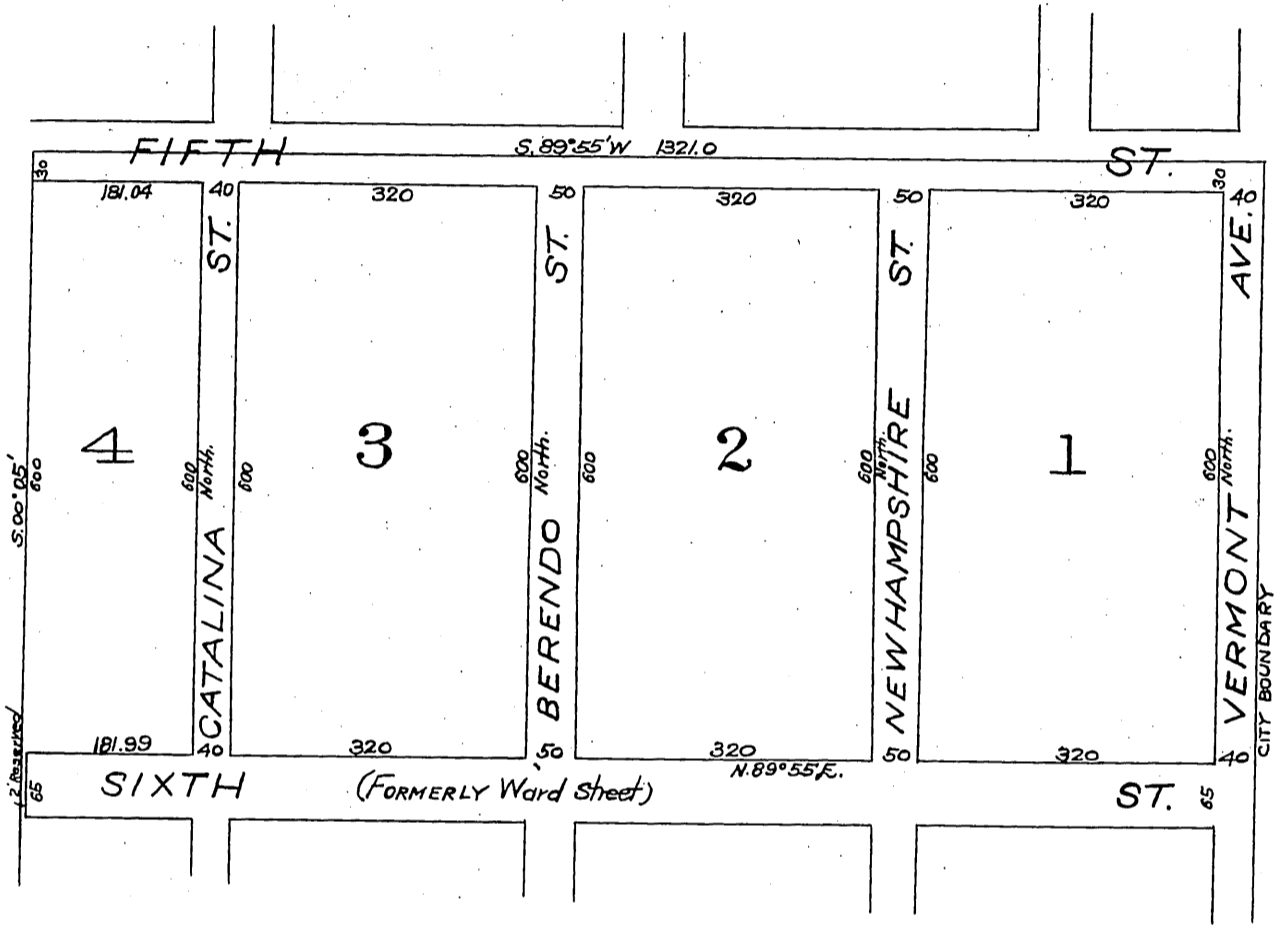 FIFTH S.89°55'W 1321.0 ST.
30 181.04 40 320 50 320 50 320 30 40
ST. ST. ST. AVE.
4 3 2 1
S.00°05' 600 600 North. 600 600 North. 600 600 North. 600 600 North.
CATALINA BERENDO NEWHAMPSHIRE VERMONT
CITY BOUNDARY
181.99 40 320 50 320 50 320 40
N.89°55'E.
2' Reserved 65 SIXTH (FORMERLY Ward Street) ST. 65